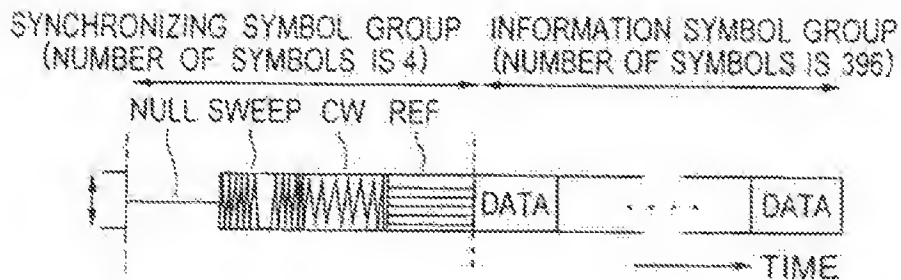 SYNCHRONIZING SYMBOL GROUP
(NUMBER OF SYMBOLS IS 4)
INFORMATION SYMBOL GROUP
(NUMBER OF SYMBOLS IS 396)
NULL SWEEP CW REF
DATA
DATA
TIME